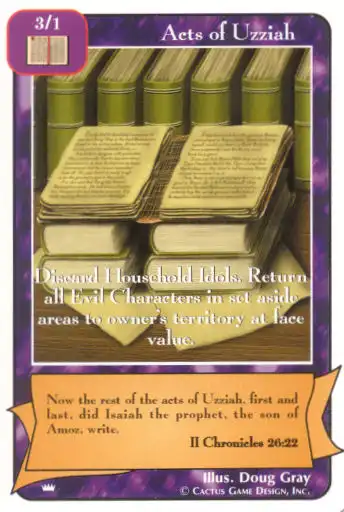 3/1
Acts of Uzziah
Discard Household Idols. Return
all Evil Characters in set aside
areas to owner's territory at face
value.
Now the rest of the acts of Uzziah, first and
last, did Isaiah the prophet, the son of
Amoz, write.
II Chronicles 26:22
Illus. Doug Gray
© Cactus Game Design, Inc.